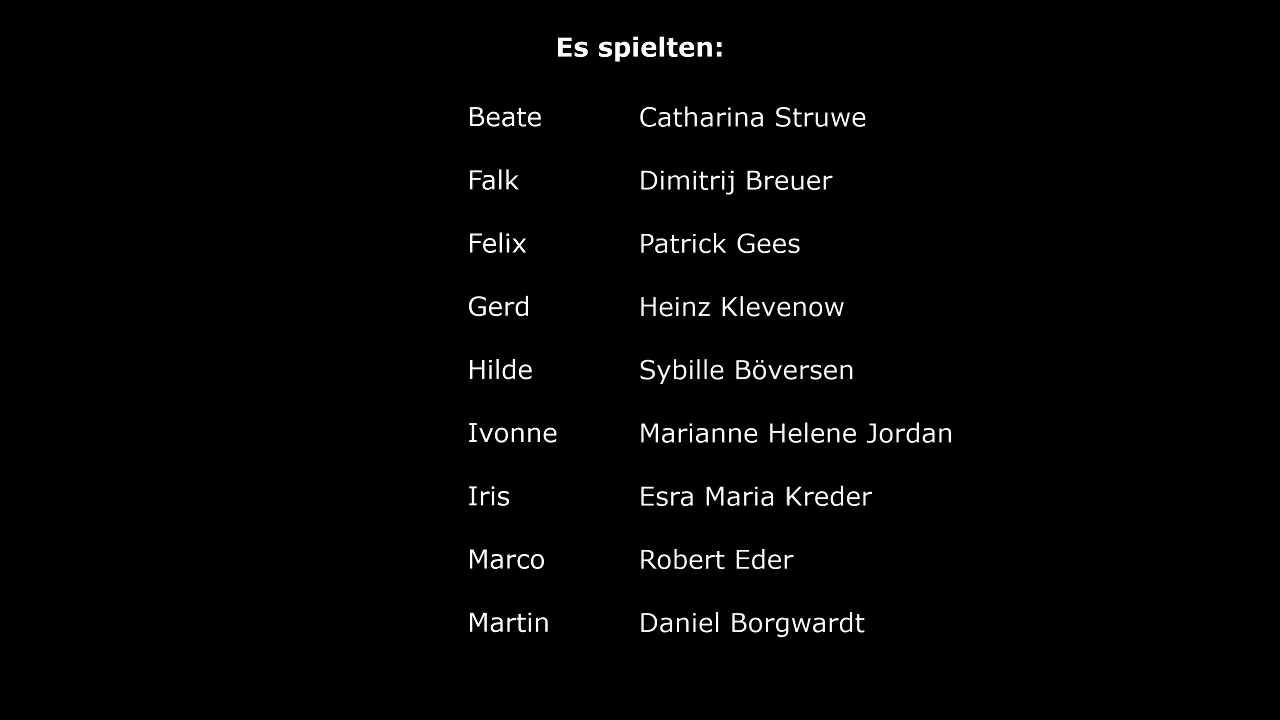 Es spielten:
Beate Catharina Struwe
Falk Dimitrij Breuer
Felix Patrick Gees
Gerd Heinz Klevenow
Hilde Sybille Böversen
Ivonne Marianne Helene Jordan
Iris Esra Maria Kreder
Marco Robert Eder
Martin Daniel Borgwardt